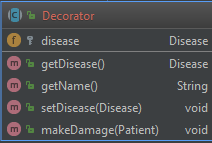 C Decorator
f disease Disease
m getDisease() Disease
m getName() String
m setDisease(Disease) void
m makeDamage(Patient) void